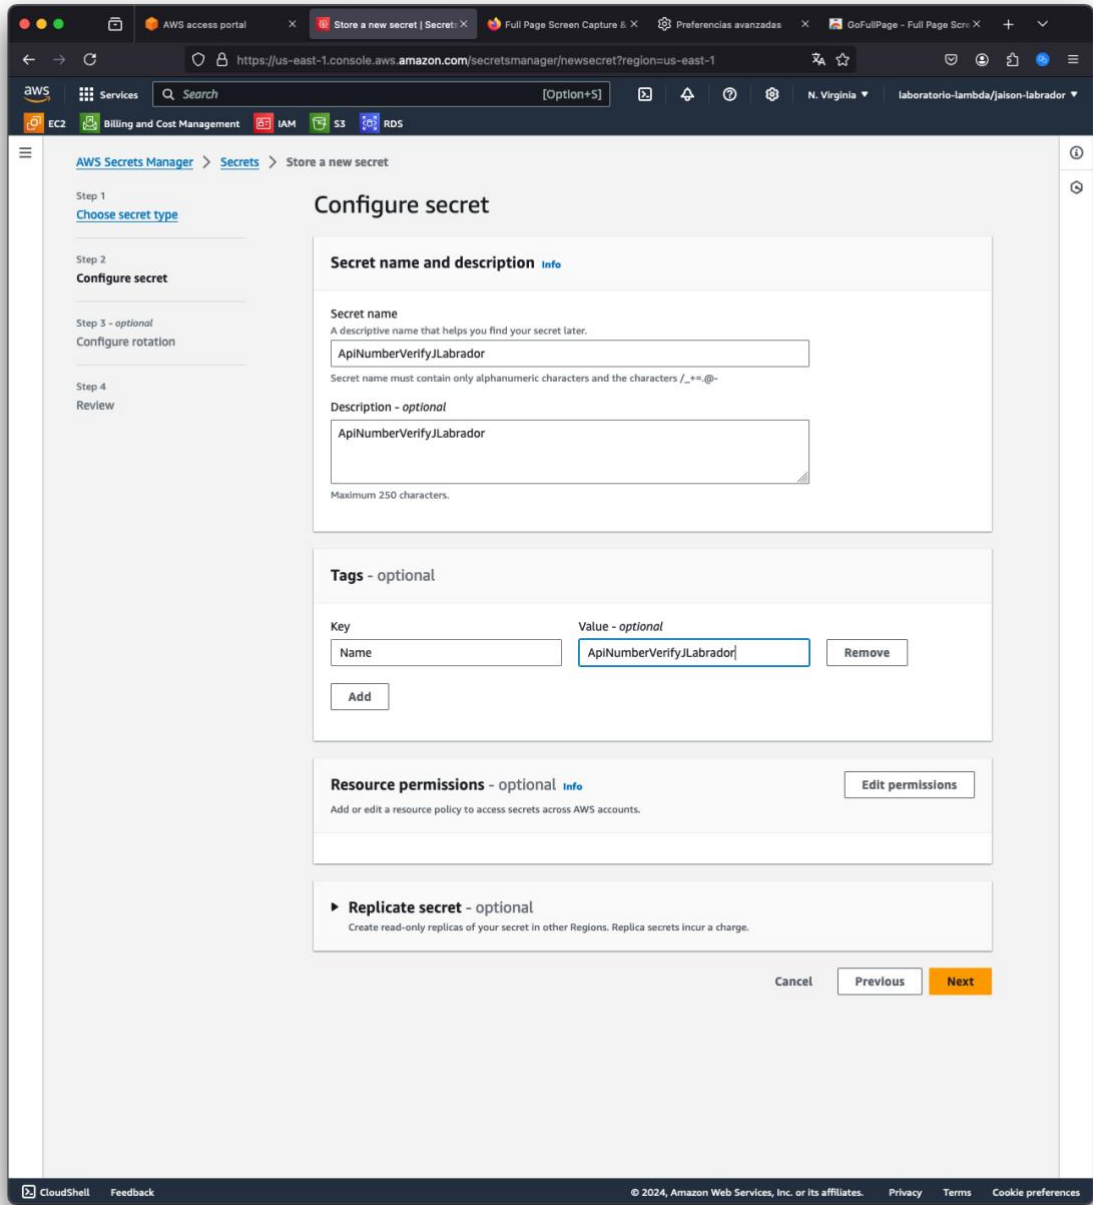 AWS access portal
Store a new secret | Secrets
Full Page Screen Capture &
Preferencias avanzadas
GoFullPage - Full Page Scre
https://us-east-1.console.aws.amazon.com/secretsmanager/newsecret?region=us-east-1
aws
Services
Search
[Option+S]
N. Virginia
laboratorio-lambda/jaison-labrador
EC2
Billing and Cost Management
IAM
S3
RDS
AWS Secrets Manager > Secrets > Store a new secret
Step 1
Choose secret type
Step 2
Configure secret
Step 3 - optional
Configure rotation
Step 4
Review
Configure secret
Secret name and description Info
Secret name
A descriptive name that helps you find your secret later.
ApiNumberVerifyJLabrador
Secret name must contain only alphanumeric characters and the characters /_+=.@-
Description - optional
ApiNumberVerifyJLabrador
Maximum 250 characters.
Tags - optional
Key
Value - optional
Name
ApiNumberVerifyJLabrador
Remove
Add
Resource permissions - optional Info
Edit permissions
Add or edit a resource policy to access secrets across AWS accounts.
Replicate secret - optional
Create read-only replicas of your secret in other Regions. Replica secrets incur a charge.
Cancel
Previous
Next
CloudShell
Feedback
© 2024, Amazon Web Services, Inc. or its affiliates.
Privacy
Terms
Cookie preferences